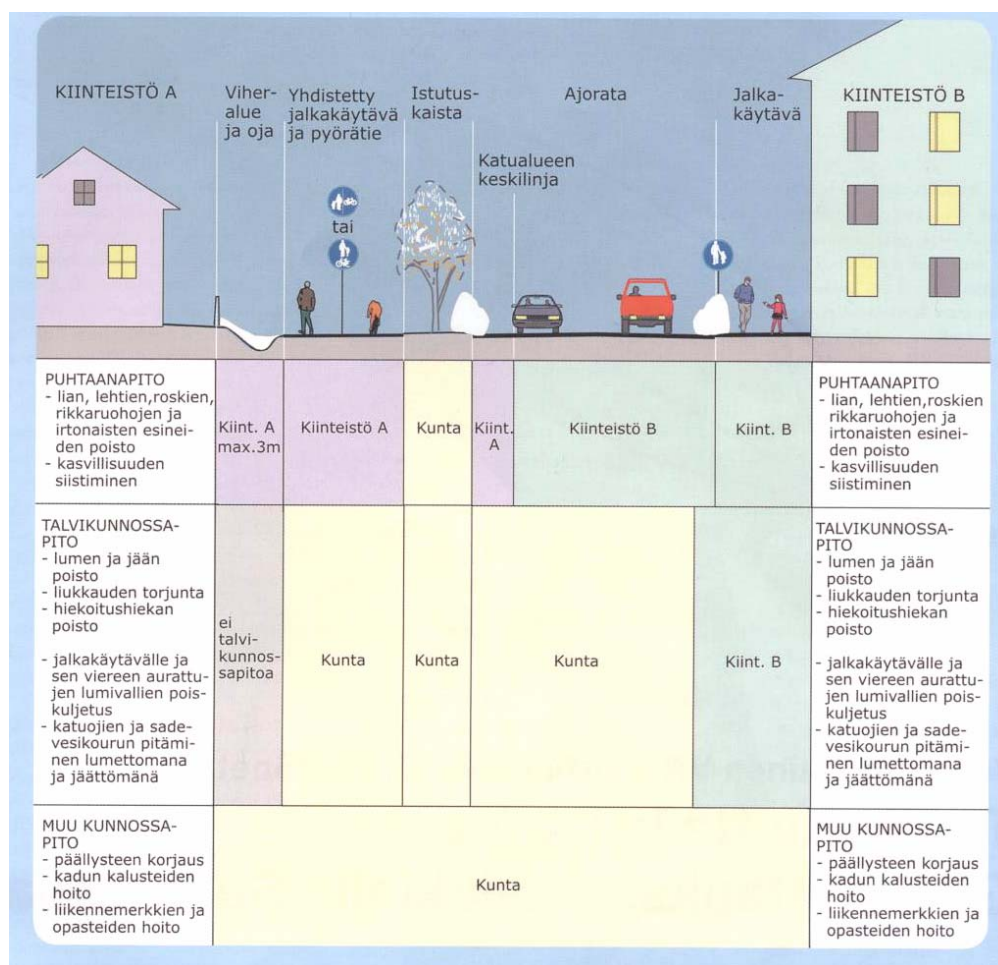 KIINTEISTÖ A
Viher-
alue
ja oja
Yhdistetty
jalkakäytävä
ja pyörätie
Istutus-
kaista
Ajorata
Jalka-
käytävä
KIINTEISTÖ B
Katualueen
keskilinja
tai
PUHTAANAPITO
- lian, lehtien,roskien,
rikkaruohojen ja
irtonaisten esinei-
den poisto
- kasvillisuuden
siistiminen
Kiint. A
max.3m
Kiinteistö A
Kunta
Kiint.
A
Kiinteistö B
Kiint. B
PUHTAANAPITO
- lian, lehtien,roskien
rikkaruohojen ja
irtonaisten esinei-
den poisto
- kasvillisuuden
siistiminen
TALVIKUNNOSSA-
PITO
- lumen ja jään
poisto
- liukkauden torjunta
- hiekoitushiekan
poisto
- jalkakäytävälle ja
sen viereen aurattu-
jen lumivallien pois-
kuljetus
- katuojien ja sade-
vesikourun pitämi-
nen lumettomana
ja jäättömänä
ei
talvi-
kunnos-
sapitoa
Kunta
Kunta
Kunta
Kiint. B
TALVIKUNNOSSA-
PITO
- lumen ja jään
poisto
- liukkauden torjunta
- hiekoitushiekan
poisto
- jalkakäytävälle ja
sen viereen aurattu-
jen lumivallien pois-
kuljetus
- katuojien ja sade-
vesikourun pitämi-
nen lumettomana
ja jäättömänä
MUU KUNNOSSA-
PITO
- päällysteen korjaus
- kadun kalusteiden
hoito
- liikennemerkkien ja
opasteiden hoito
Kunta
MUU KUNNOSSA-
PITO
- päällysteen korjaus
- kadun kalusteiden
hoito
- liikennemerkkien ja
opasteiden hoito